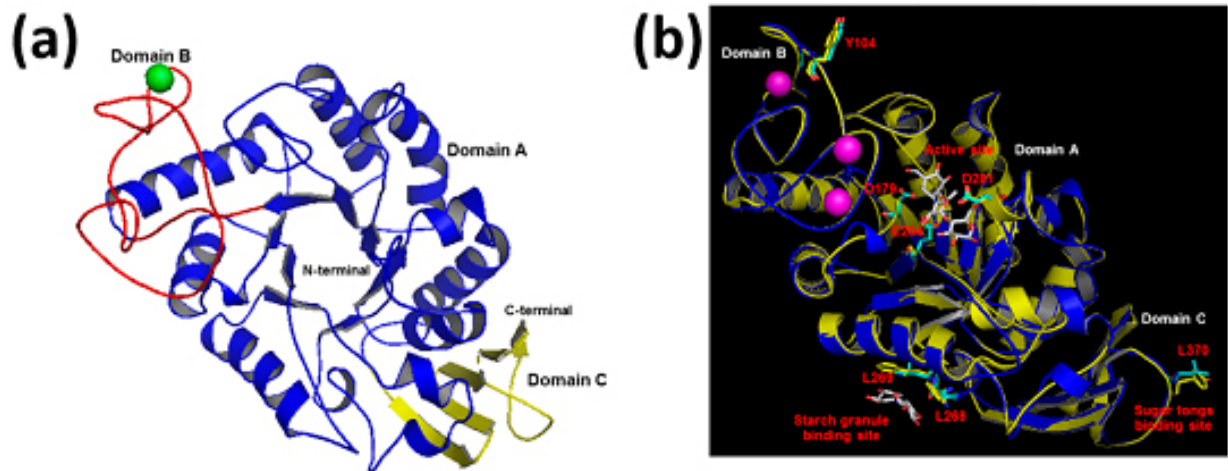 (a)
Domain B
Domain A
N-terminal
C-terminal
Domain C
(b)
Y104
Domain B
Active site
Domain A
D179
D281
E204
Domain C
L370
L269
L268
Starch granule
binding site
Sugar tongs
binding site